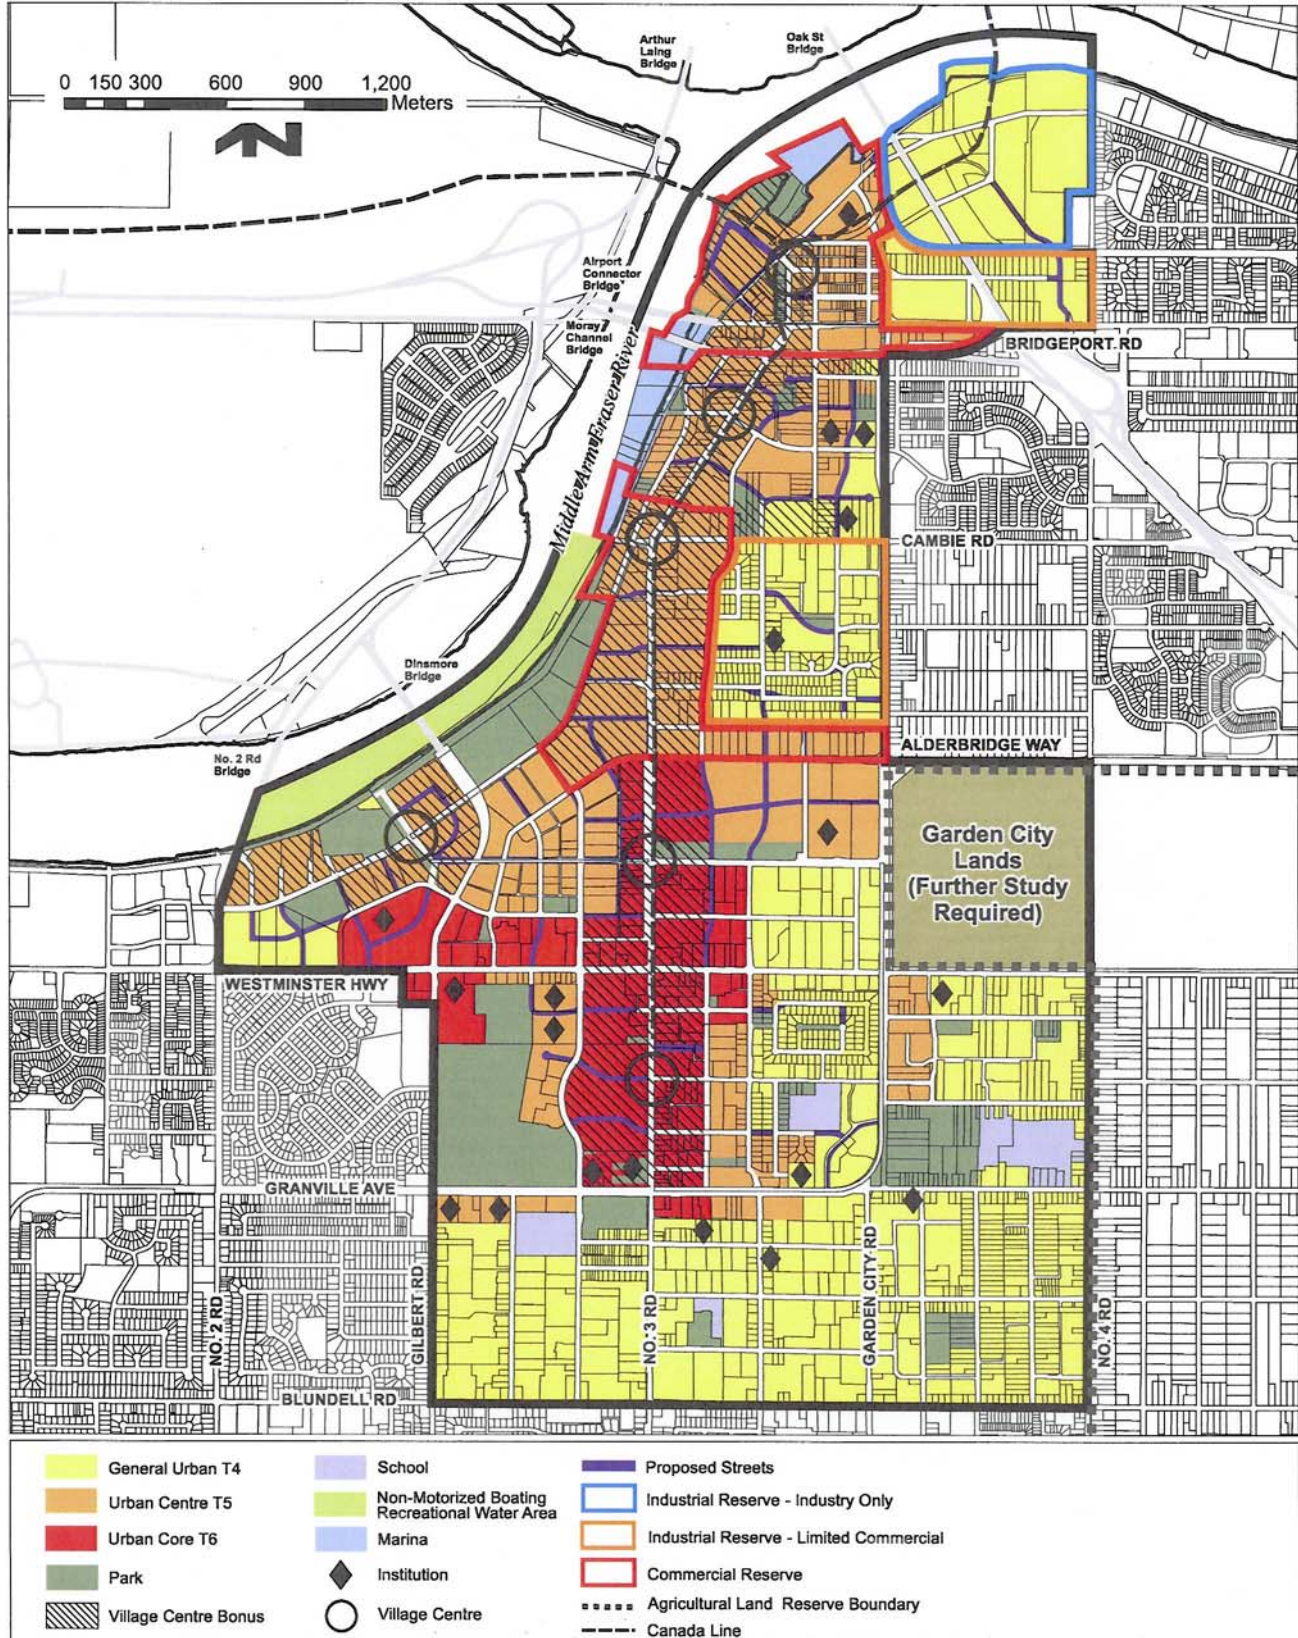 Arthur
Laing
Bridge
Oak St
Bridge
0 150 300 600 900 1,200
Meters
N
Airport
Connector
Bridge
Moray
Channel
Bridge
Middle Arm Fraser River
BRIDGEPORT RD
CAMBIE RD
Dinsmore
Bridge
No. 2 Rd
Bridge
ALDERBRIDGE WAY
Garden City
Lands
(Further Study
Required)
WESTMINSTER HWY
GRANVILLE AVE
NO. 2 RD
GILBERT RD
NO. 3 RD
GARDEN CITY RD
NO. 4 RD
BLUNDELL RD
General Urban T4
Urban Centre T5
Urban Core T6
Park
Village Centre Bonus
School
Non-Motorized Boating
Recreational Water Area
Marina
Institution
Village Centre
Proposed Streets
Industrial Reserve - Industry Only
Industrial Reserve - Limited Commercial
Commercial Reserve
Agricultural Land Reserve Boundary
Canada Line